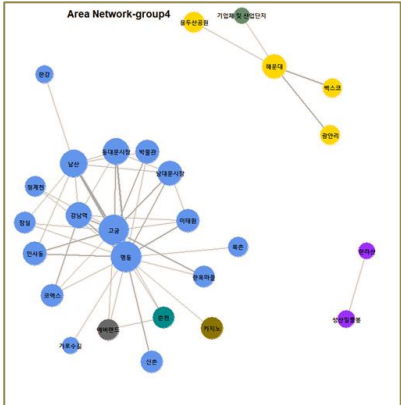 Area Network-group4
용두산공원
기업체 및 산업단지
해운대
벡스코
광안리
한강
남산
동대문시장
박물관
남대문시장
청계천
잠실
강남역
고궁
이태원
인사동
명동
북촌
한옥마을
코엑스
에버랜드
춘천
카지노
가로수길
신촌
한라산
성산일출봉